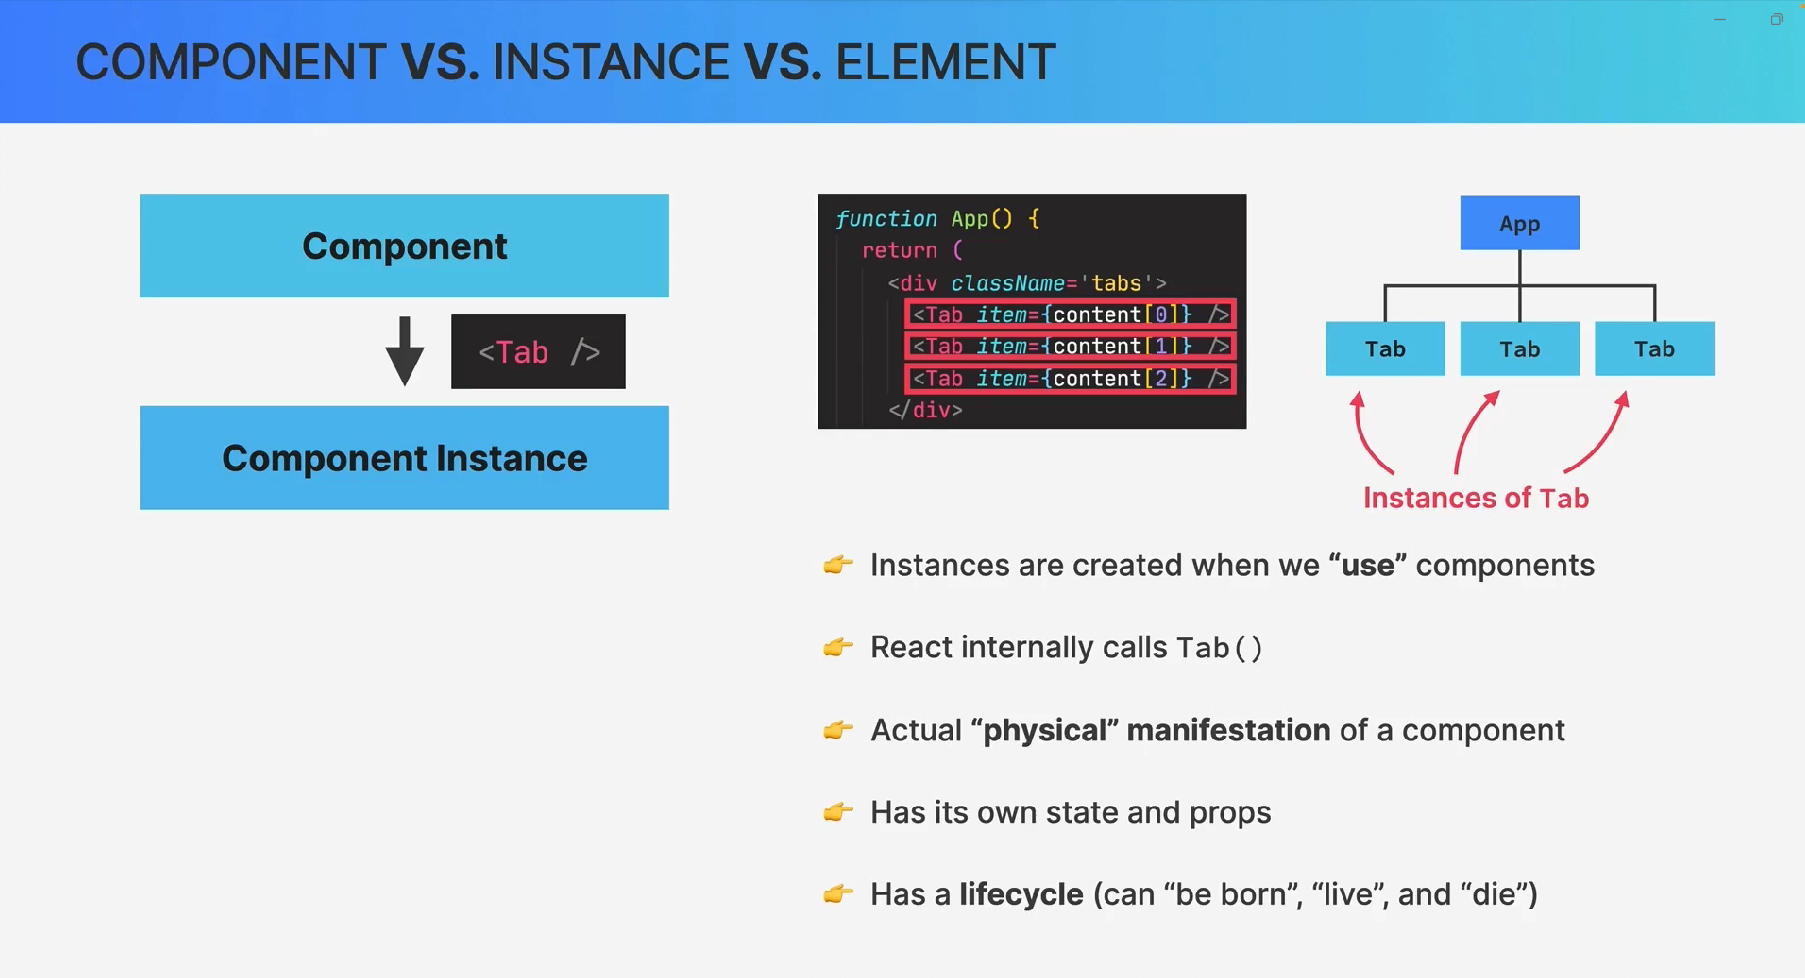 COMPONENT VS. INSTANCE VS. ELEMENT
Component
<Tab />
Component Instance
function App() {
return (
<div className='tabs'>
<Tab item={content[0]} />
<Tab item={content[1]} />
<Tab item={content[2]} />
</div>
App
Tab Tab Tab
Instances of Tab
👉 Instances are created when we “use” components
👉 React internally calls Tab()
👉 Actual “physical” manifestation of a component
👉 Has its own state and props
👉 Has a lifecycle (can “be born”, “live”, and “die”)